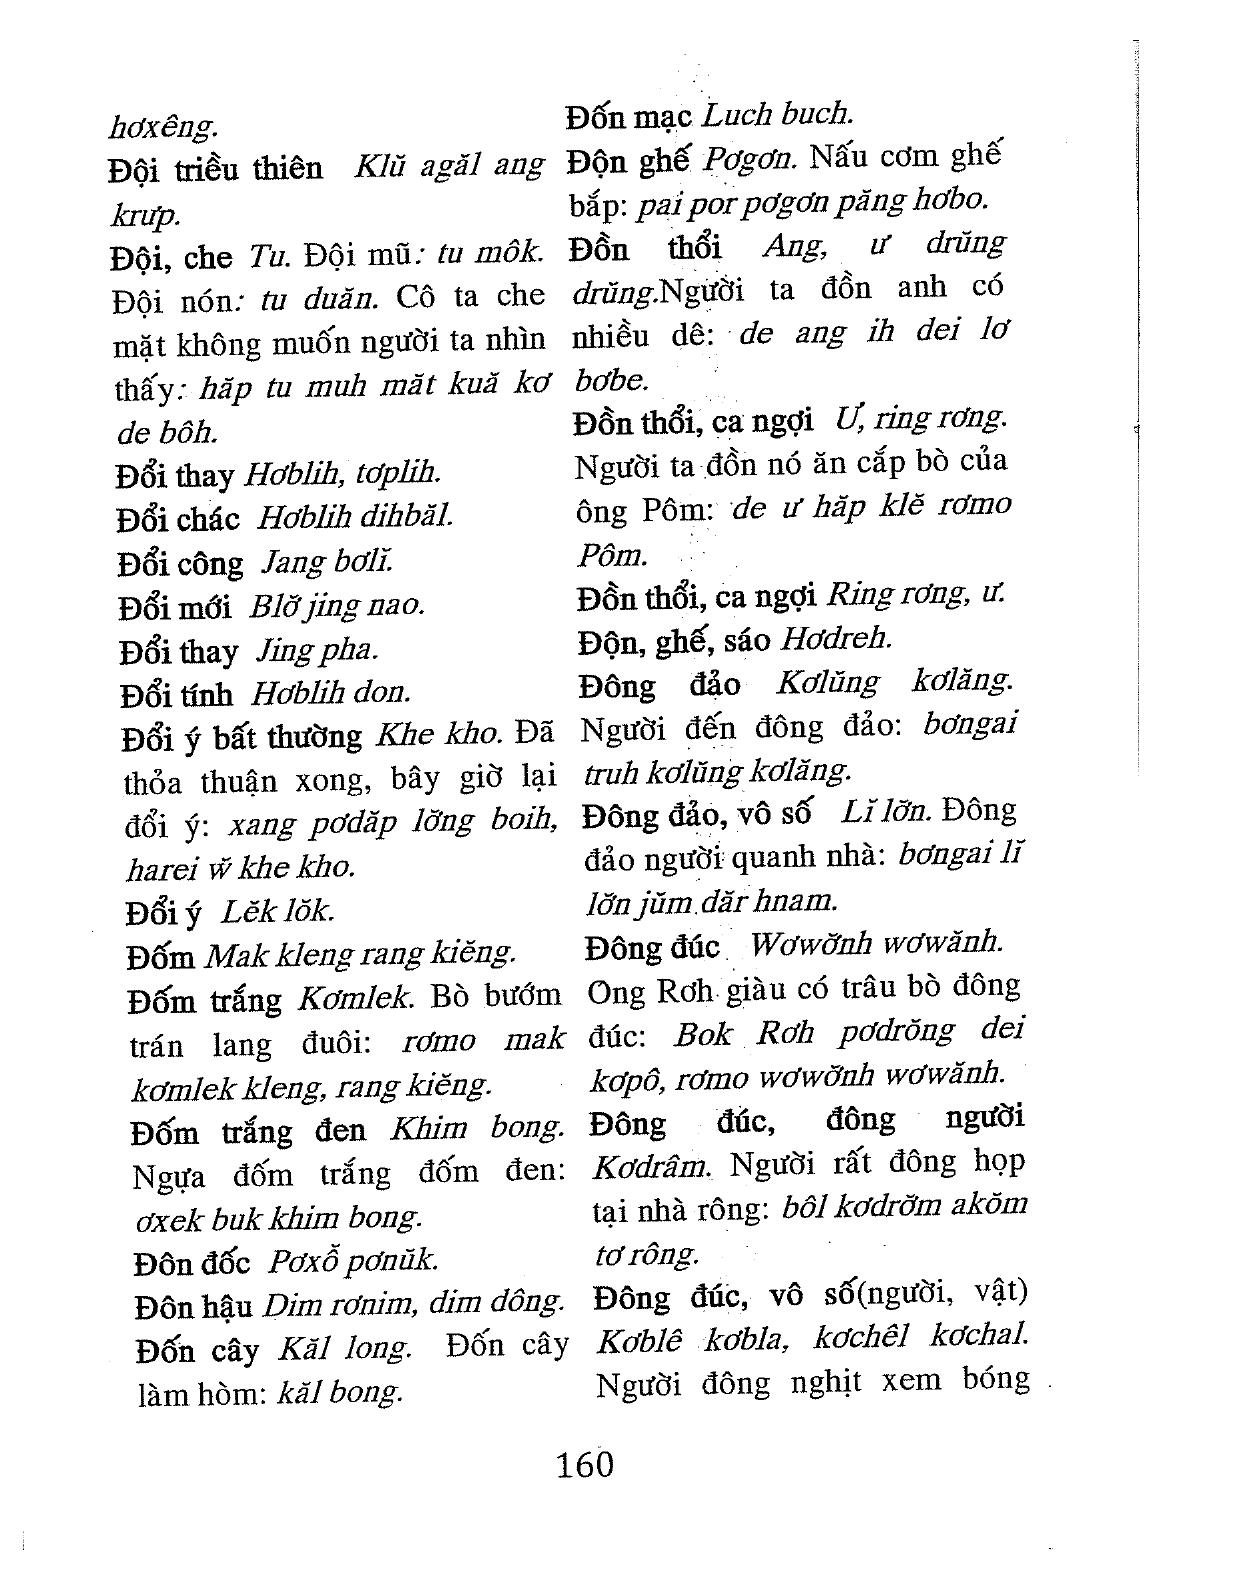 hơxêng.
Đội triều thiên Klŭ agăl ang
krưp.
Đội, che Tu. Đội mũ: tu môk.
Đội nón: tu duăn. Cô ta che
mặt không muốn người ta nhìn
thấy: hăp tu muh măt kuă kơ
de bôh.
Đổi thay Hơblih, tơplih.
Đổi chác Hơblih dihbăl.
Đổi công Jang bơlĭ.
Đổi mới Blơ̆ jing nao.
Đổi thay Jing pha.
Đổi tính Hơblih don.
Đổi ý bất thường Khe kho. Đã
thỏa thuận xong, bây giờ lại
đổi ý: xang pơdăp lơ̆ng boih,
harei w̆ khe kho.
Đổi ý Lĕk lŏk.
Đốm Mak kleng rang kiĕng.
Đốm trắng Kơmlek. Bò bướm
trán lang đuôi: rơmo mak
kơmlek kleng, rang kiĕng.
Đốm trắng đen Khim bong.
Ngựa đốm trắng đốm đen:
ơxek buk khim bong.
Đôn đốc Pơxô̆ pơnŭk.
Đôn hậu Dim rơnim, dim dông.
Đốn cây Kăl long. Đốn cây
làm hòm: kăl bong.
Đốn mạc Luch buch.
Độn ghế Pơgơn. Nấu cơm ghế
bắp: pai por pơgơn păng hơbo.
Đồn thổi Ang, ư drŭng
drŭng.Người ta đồn anh có
nhiều dê: de ang ih dei lơ
bơbe.
Đồn thổi, ca ngợi Ư, ring rơng.
Người ta đồn nó ăn cắp bò của
ông Pôm: de ư hăp klĕ rơmo
Pôm.
Đồn thổi, ca ngợi Ring rơng, ư.
Độn, ghế, sáo Hơdreh.
Đông đảo Kơlŭng kơlăng.
Người đến đông đảo: bơngai
truh kơlŭng kơlăng.
Đông đảo, vô số Lĭ lơ̆n. Đông
đảo người quanh nhà: bơngai lĭ
lơ̆n jŭm dăr hnam.
Đông đúc Wơwơ̆nh wơwănh.
Ong Rơh giàu có trâu bò đông
đúc: Bok Rơh pơdrŏng dei
kơpô, rơmo wơwơ̆nh wơwănh.
Đông đúc, đông người
Kơdrâm. Người rất đông họp
tại nhà rông: bôl kơdrơ̆m akŏm
tơ rông.
Đông đúc, vô số(người, vật)
Kơblê kơbla, kơchêl kơchal.
Người đông nghịt xem bóng
160